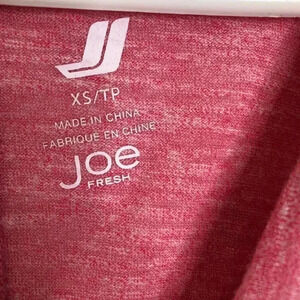 XS/TP
MADE IN CHINA
FABRIQUE EN CHINE
Joe
FRESH